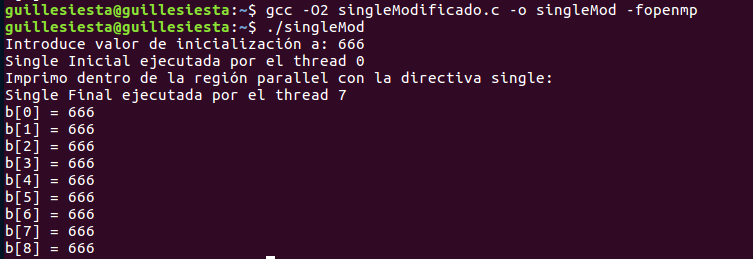 guillesiesta@guillesiesta:~$ gcc -O2 singleModificado.c -o singleMod -fopenmp
guillesiesta@guillesiesta:~$ ./singleMod
Introduce valor de inicialización a: 666
Single Inicial ejecutada por el thread 0
Imprimo dentro de la región parallel con la directiva single:
Single Final ejecutada por el thread 7
b[0] = 666
b[1] = 666
b[2] = 666
b[3] = 666
b[4] = 666
b[5] = 666
b[6] = 666
b[7] = 666
b[8] = 666